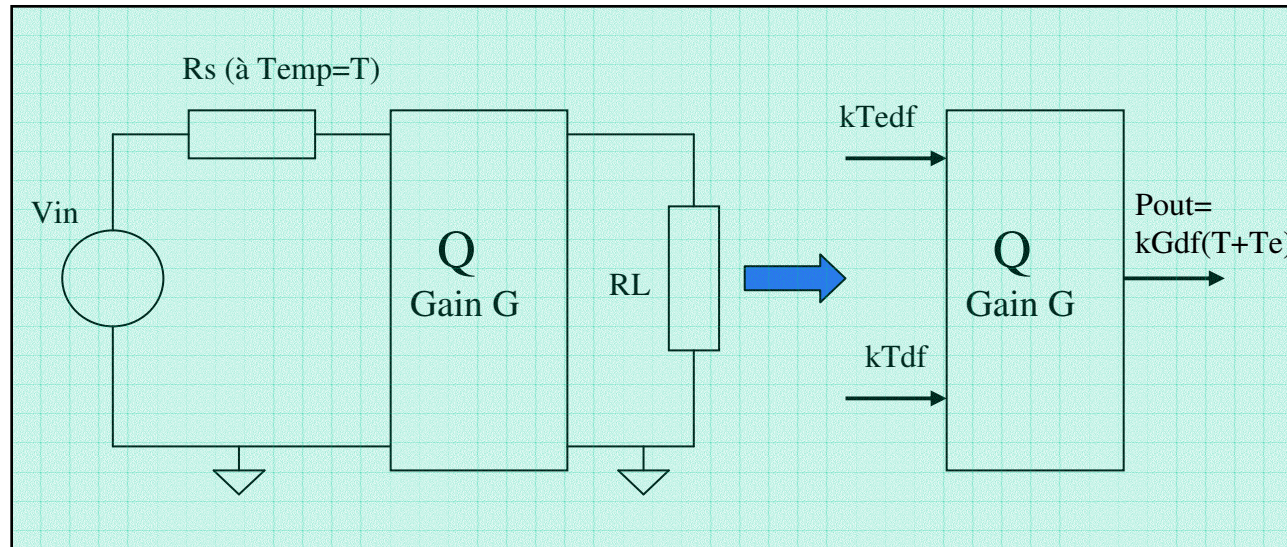 Rs (à Temp=T)
Vin
Q
Gain G
RL
kTedf
kTdf
Q
Gain G
Pout=
kGdf(T+Te)